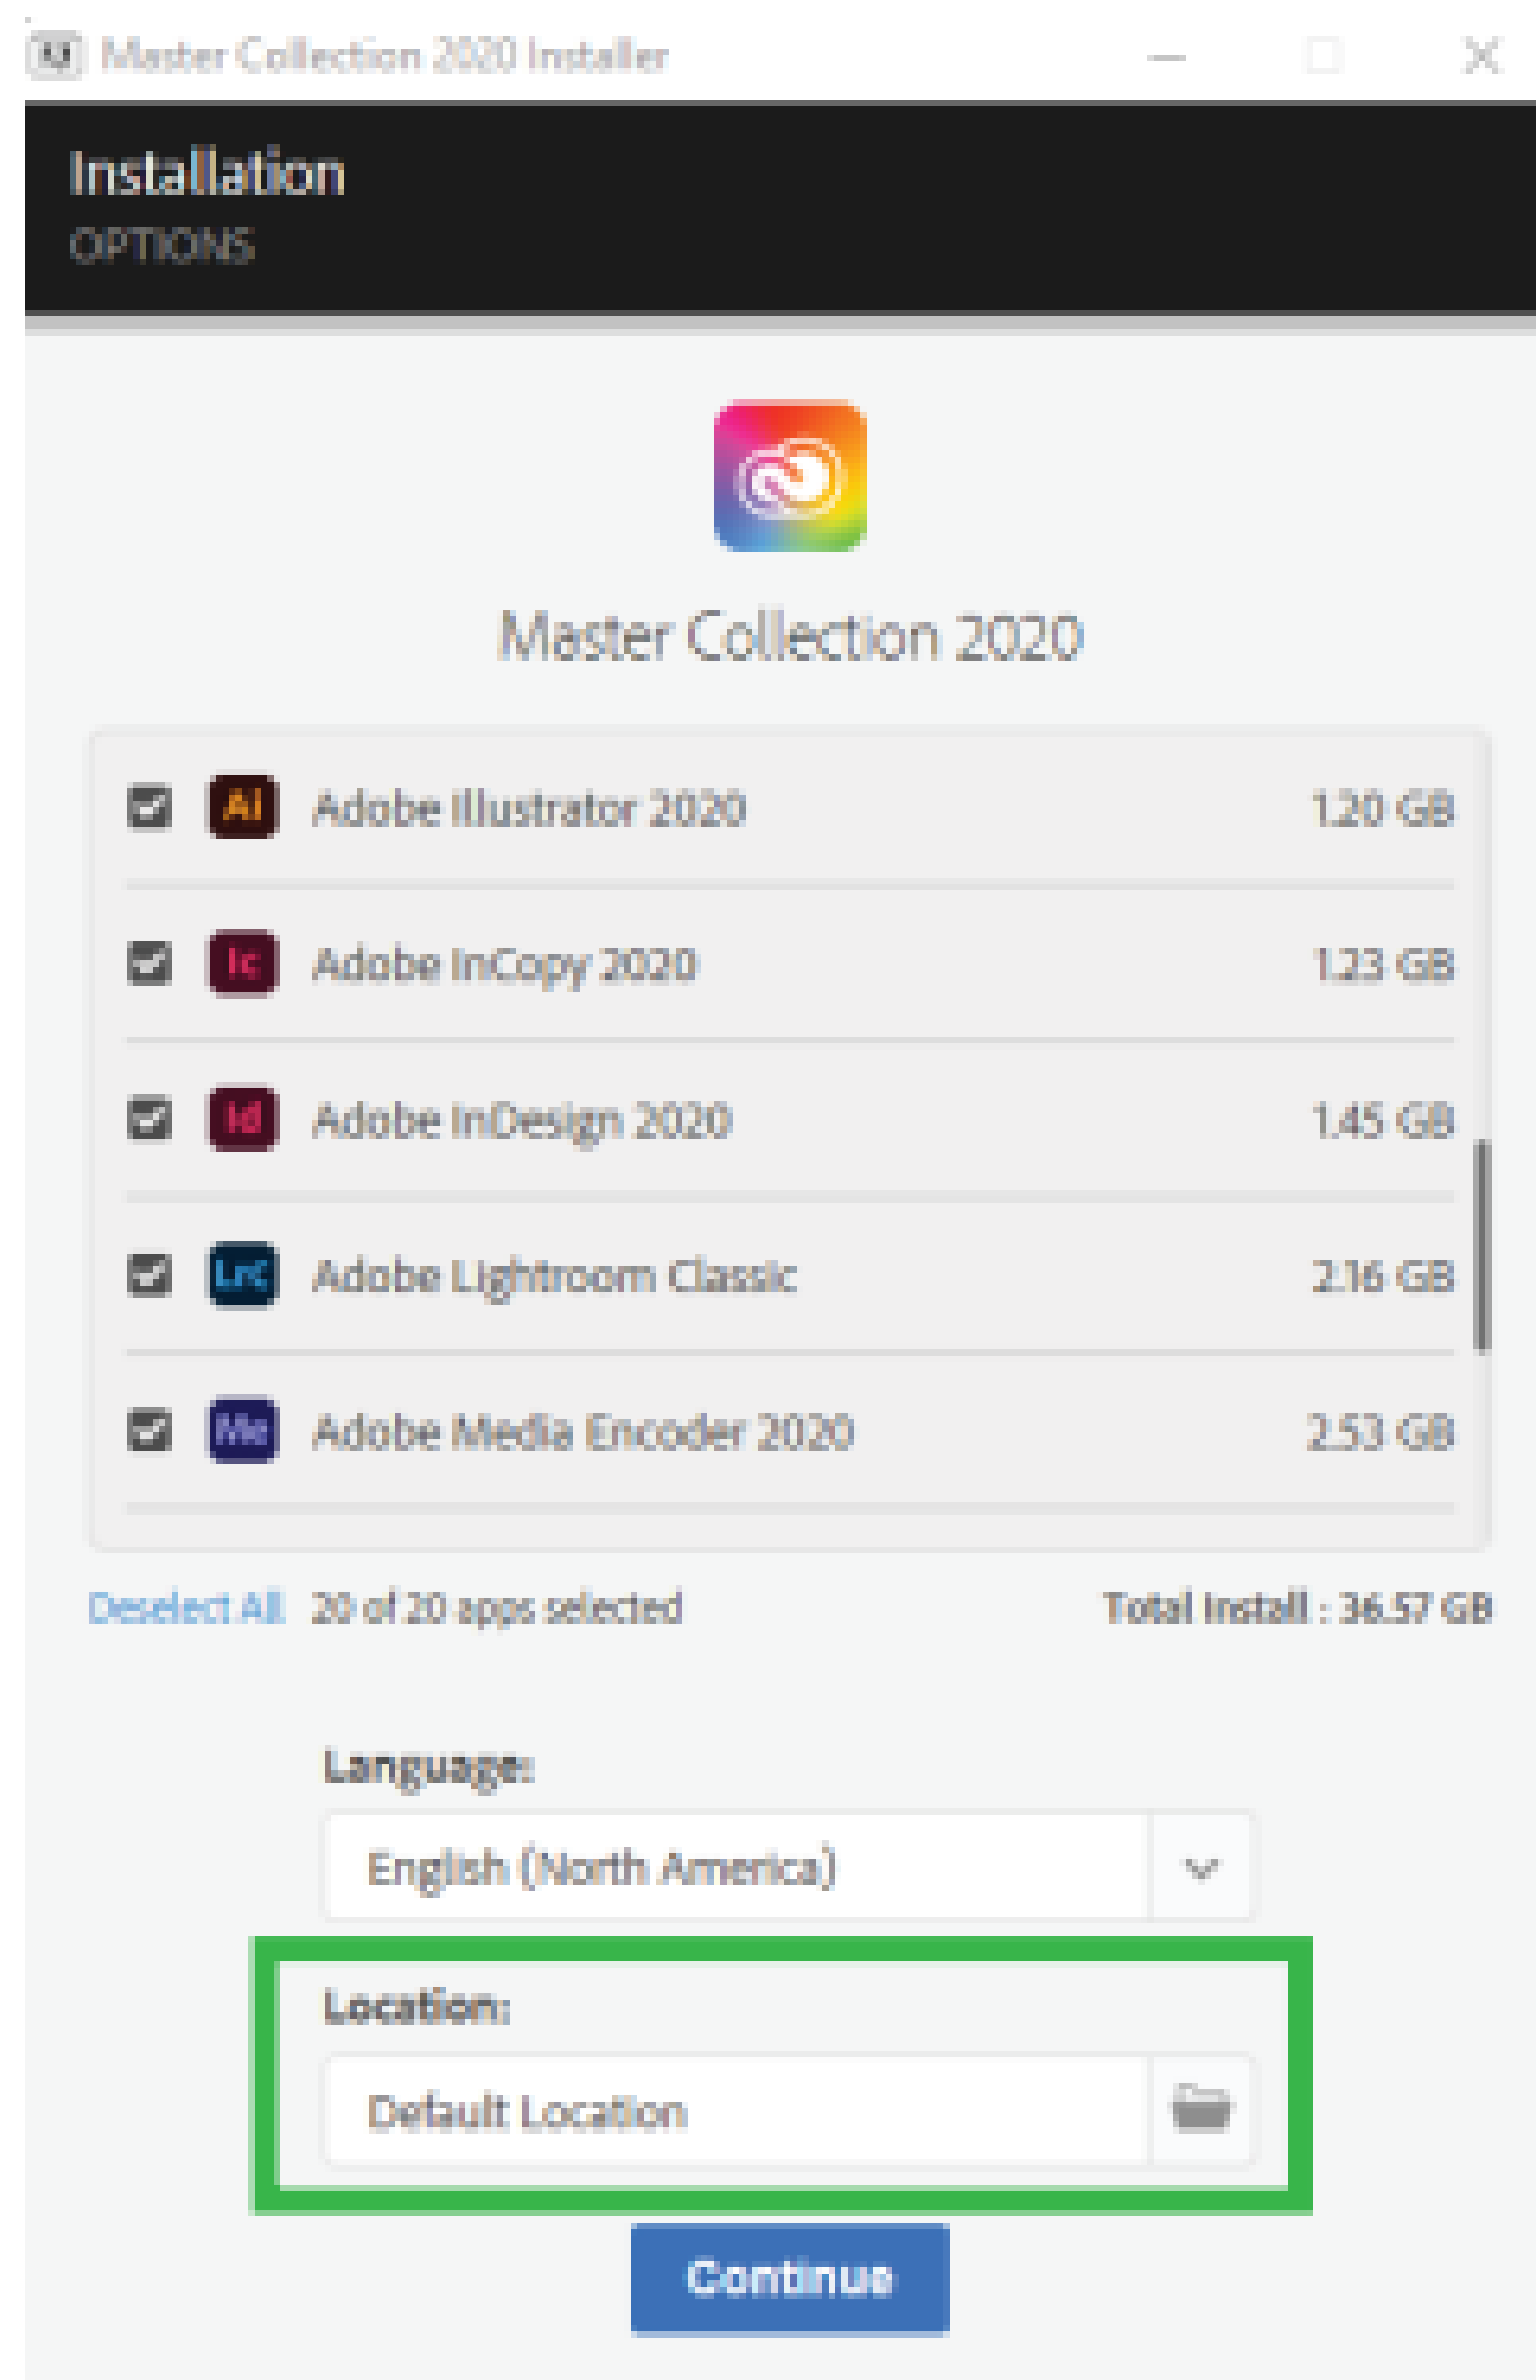 Master Collection 2020 Installer
Installation
OPTIONS
Master Collection 2020
Ai Adobe Illustrator 2020 1.20 GB
Ic Adobe InCopy 2020 1.23 GB
Id Adobe InDesign 2020 1.45 GB
LrC Adobe Lightroom Classic 2.16 GB
Me Adobe Media Encoder 2020 2.53 GB
Deselect All 20 of 20 apps selected Total Install : 36.57 GB
Language:
English (North America)
Location:
Default Location
Continue